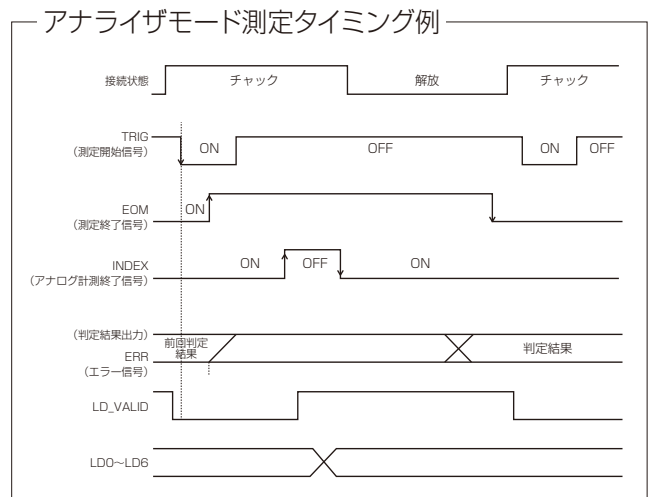 アナライザモード測定タイミング例
接続状態
チャック
解放
チャック
TRIG
(測定開始信号)
ON
OFF
ON
OFF
EOM
(測定終了信号)
ON
INDEX
(アナログ計測終了信号)
ON
OFF
ON
(判定結果出力)
ERR
(エラー信号)
前回判定
結果
判定結果
LD_VALID
LD0～LD6